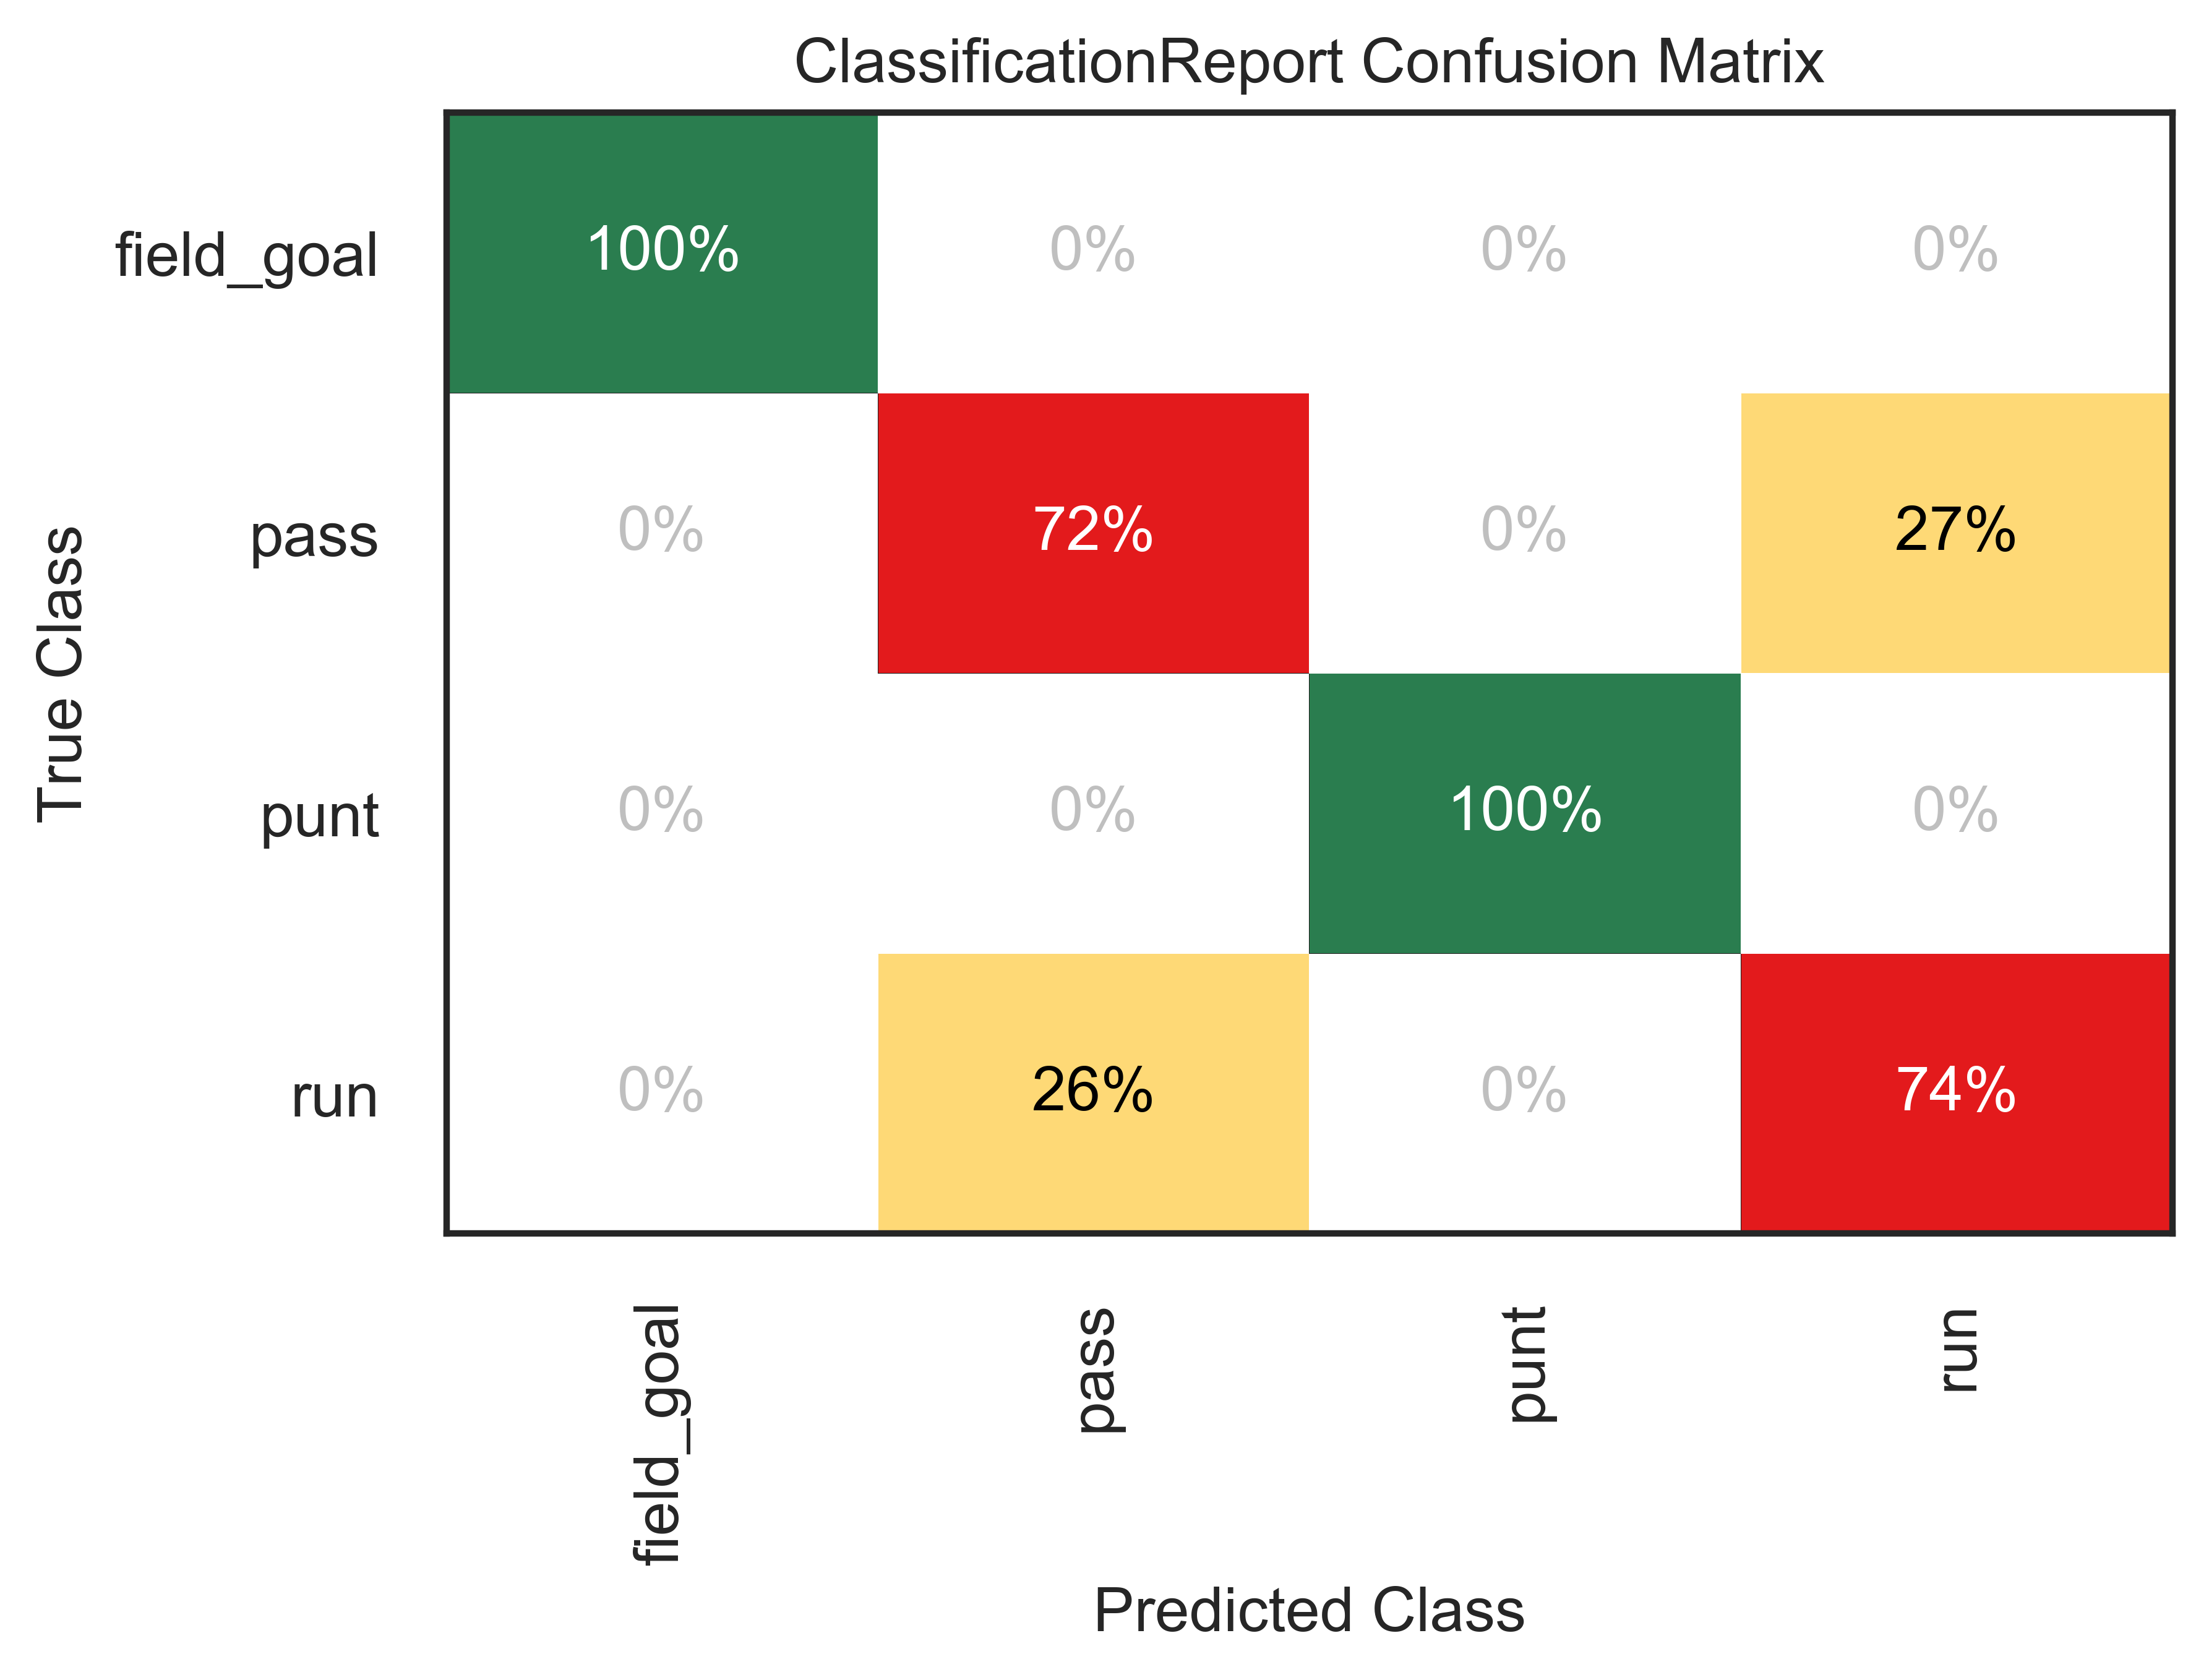 ClassificationReport Confusion Matrix
field_goal 100% 0% 0% 0%
pass 0% 72% 0% 27%
punt 0% 0% 100% 0%
run 0% 26% 0% 74%
True Class
field_goal pass punt run
Predicted Class